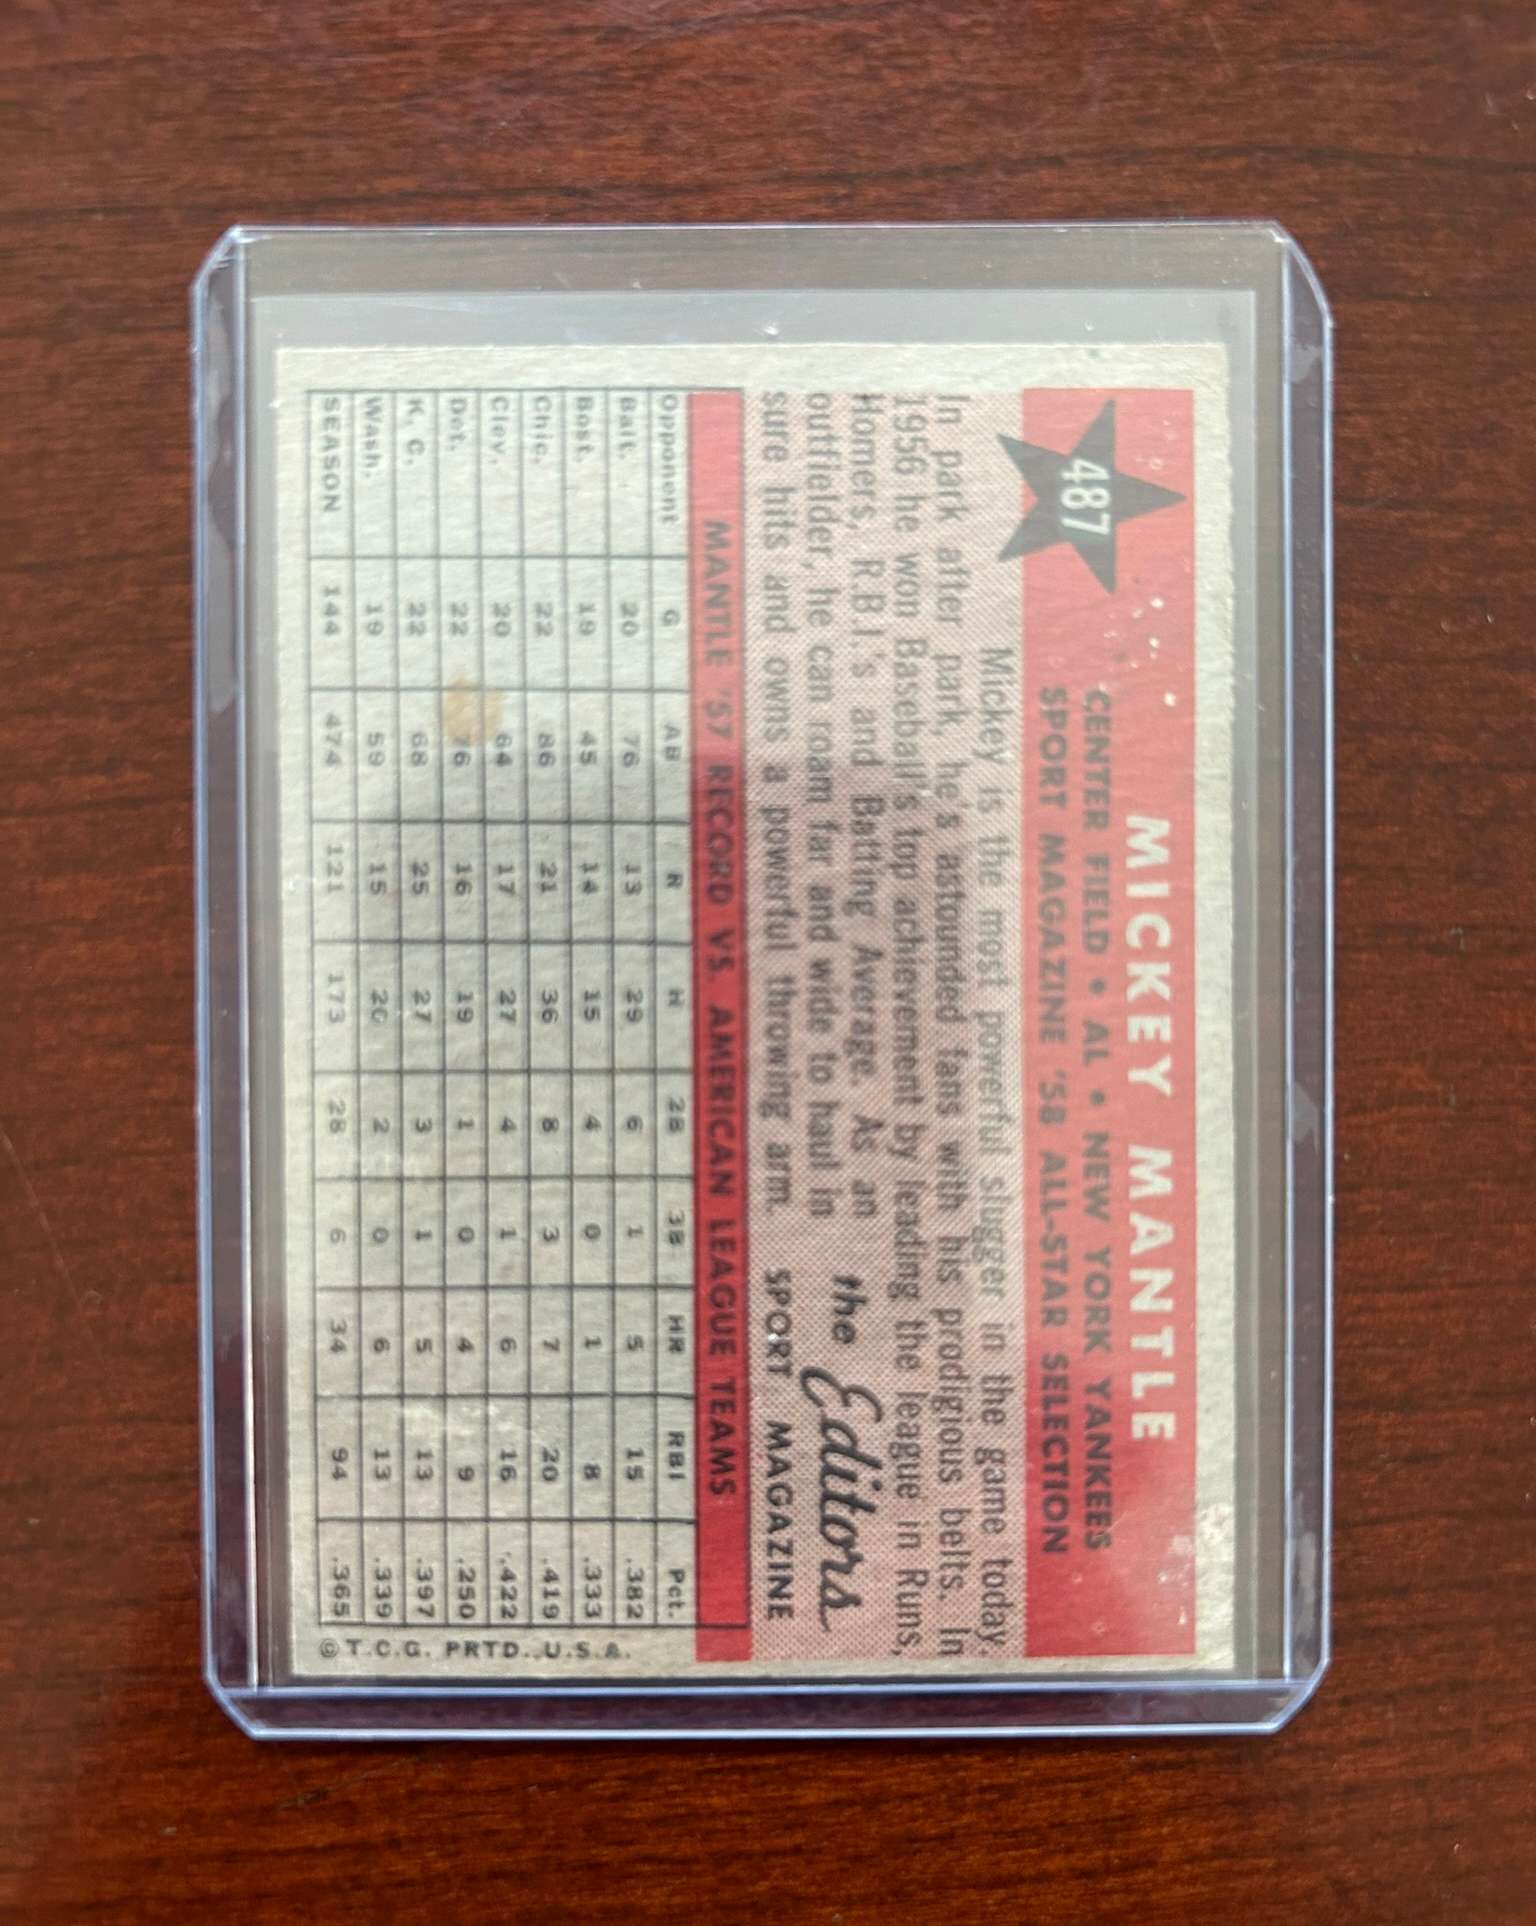 487
MICKEY MANTLE
CENTER FIELD • AL • NEW YORK YANKEES
SPORT MAGAZINE '58 ALL-STAR SELECTION
Mickey is the most powerful slugger in the game today.
In park after park, he's astounded fans with his prodigious belts. In
1956 he won Baseball's top achievement by leading the league in Runs,
Homers, R.B.I.'s and Batting Average. As an
outfielder, he can roam far and wide to haul in
sure hits and owns a powerful throwing arm.
the Editors
SPORT MAGAZINE
MANTLE '57 RECORD VS. AMERICAN LEAGUE TEAMS
Opponent G AB R H 2B 3B HR RBI Pct.
Balt. 20 76 13 29 6 1 5 15 .382
Bost. 19 45 14 15 4 0 1 8 .333
Chic. 22 86 21 36 8 3 7 20 .419
Clev. 20 64 17 27 4 1 6 16 .422
Det. 22 76 16 19 1 0 4 9 .250
K. C. 22 68 25 27 3 1 5 13 .397
Wash. 19 59 15 20 2 0 6 13 .339
SEASON 144 474 121 173 28 6 34 94 .365
© T.C.G. PRTD. U.S.A.